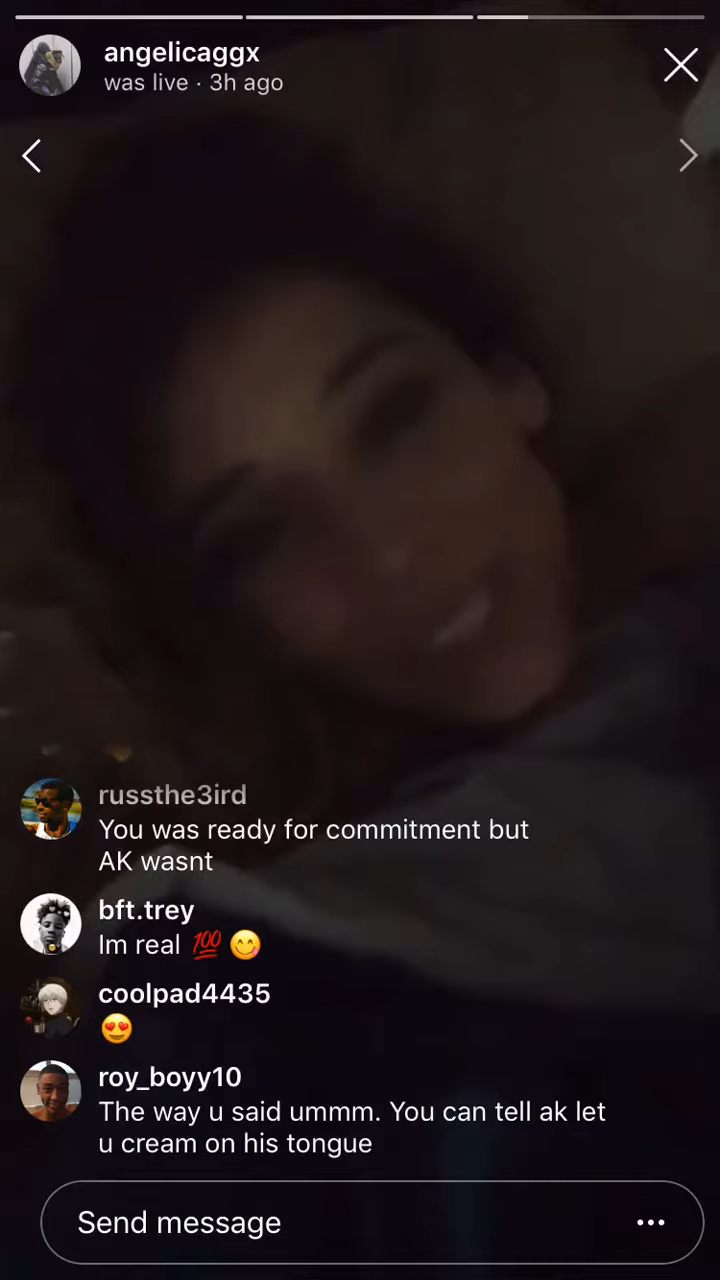 angelicaggx
was live · 3h ago
russthe3ird
You was ready for commitment but
AK wasnt
bft.trey
Im real 💯 😋
coolpad4435
😍
roy_boyy10
The way u said ummm. You can tell ak let
u cream on his tongue
Send message